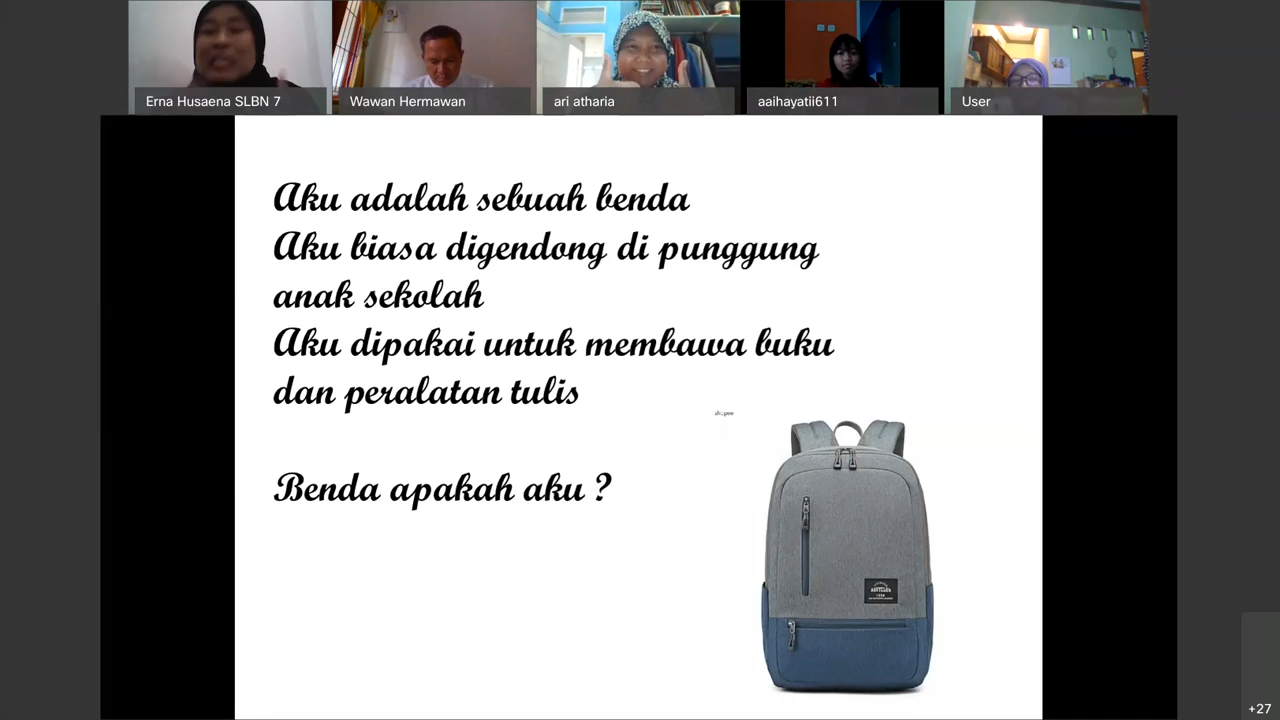 Erna Husaena SLBN 7
Wawan Hermawan
ari atharia
aaihayatii611
User
Aku adalah sebuah benda
Aku biasa digendong di punggung
anak sekolah
Aku dipakai untuk membawa buku
dan peralatan tulis
Benda apakah aku ?
+27